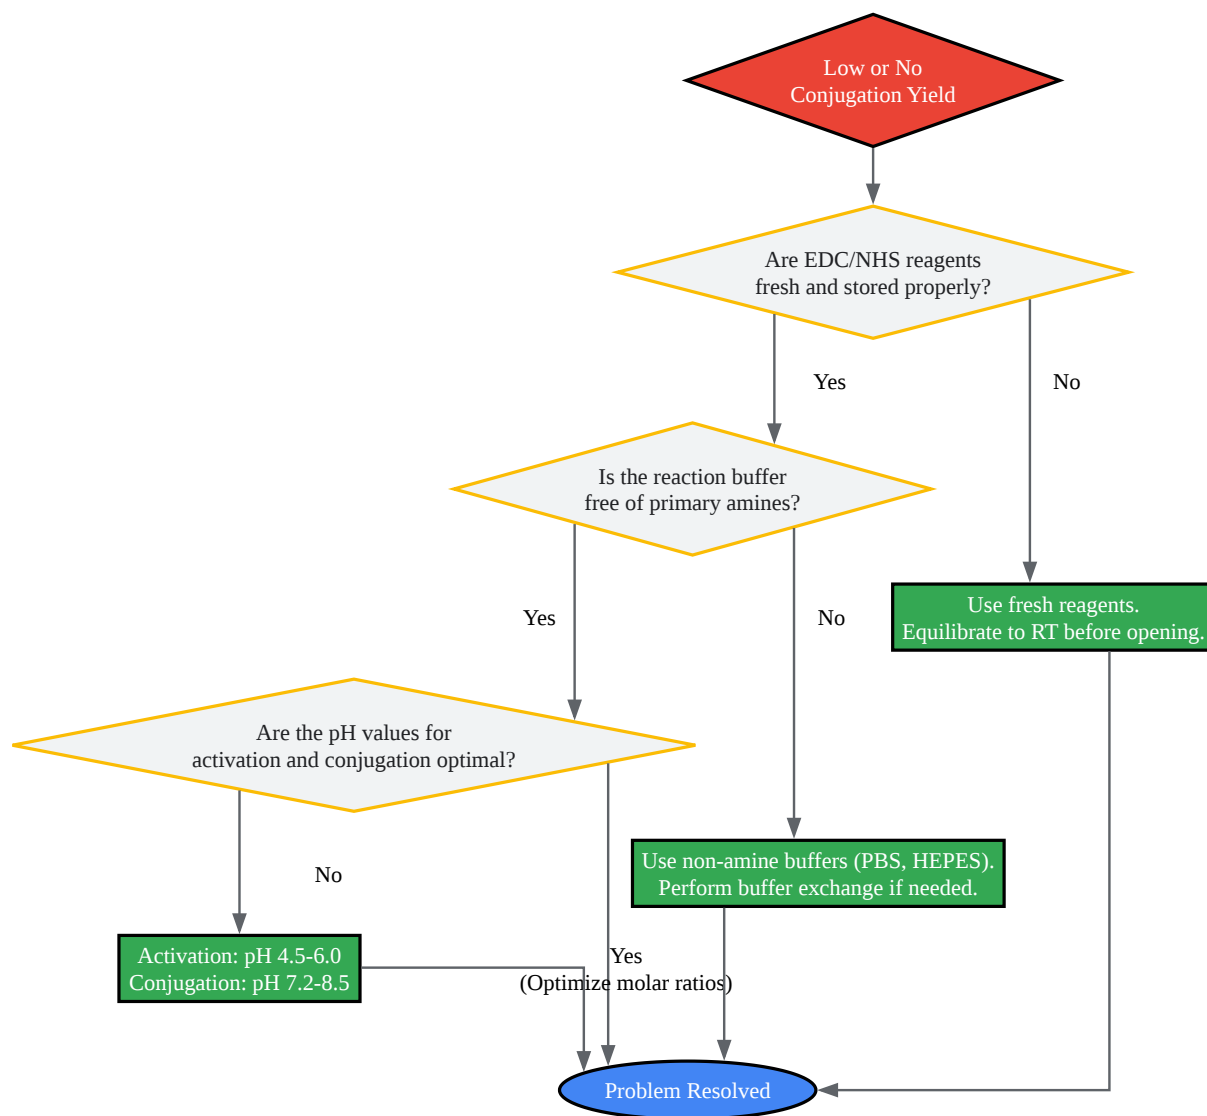 Low or No
Conjugation Yield
Are EDC/NHS reagents
fresh and stored properly?
Yes
No
Is the reaction buffer
free of primary amines?
Yes
No
Use fresh reagents.
Equilibrate to RT before opening.
Are the pH values for
activation and conjugation optimal?
No
Use non-amine buffers (PBS, HEPES).
Perform buffer exchange if needed.
Activation: pH 4.5-6.0
Conjugation: pH 7.2-8.5
Yes
(Optimize molar ratios)
Problem Resolved